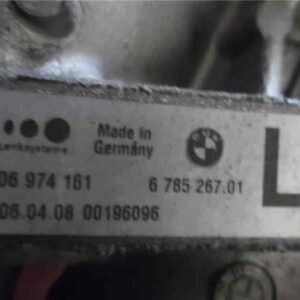 Made in
Germany
Lenksysteme
L
06 974 161
6 785 267.01
06.04.08 00196096